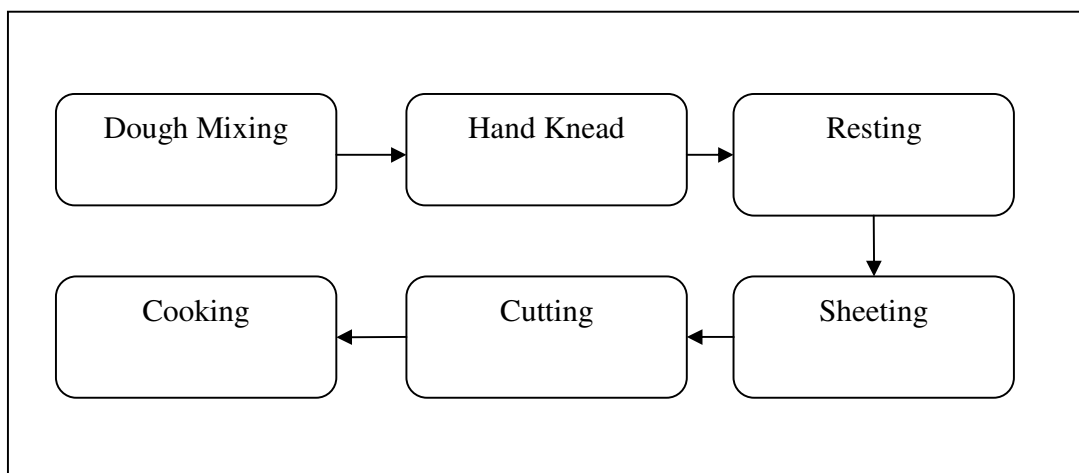 Dough Mixing
Hand Knead
Resting
Sheeting
Cutting
Cooking